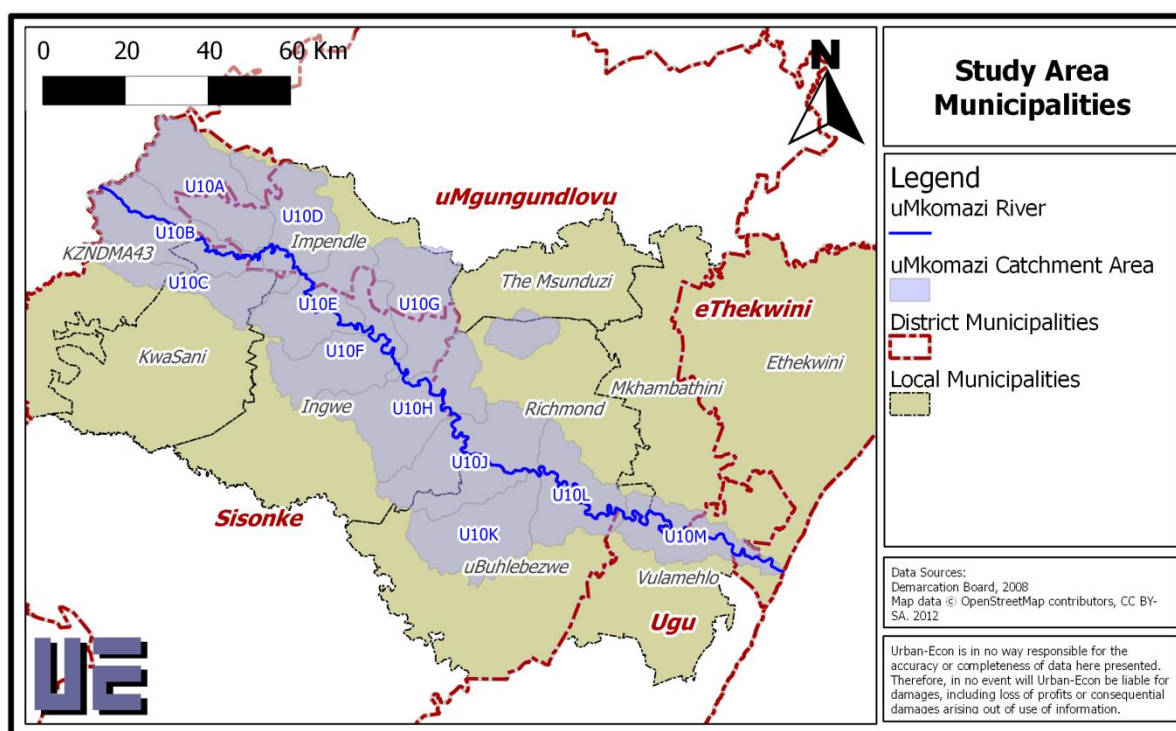 0 20 40 60 Km
N
Study Area
Municipalities
Legend
uMkomazi River
uMkomazi Catchment Area
District Municipalities
Local Municipalities
U10A
U10D
uMgungundlovu
U10B
Impendle
KZNDMA43
U10C
The Msunduzi
U10E
U10G
eThekwini
U10F
KwaSani
Ethekwini
Mkhambathini
Ingwe
U10H
Richmond
U10J
U10L
Sisonke
U10K
U10M
uBuhlebezwe
Vulamehlo
Ugu
UE
Data Sources:
Demarcation Board, 2008
Map data © OpenStreetMap contributors, CC BY-
SA. 2012
Urban-Econ is in no way responsible for the
accuracy or completeness of data here presented.
Therefore, in no event will Urban-Econ be liable for
damages, including loss of profits or consequential
damages arising out of use of information.